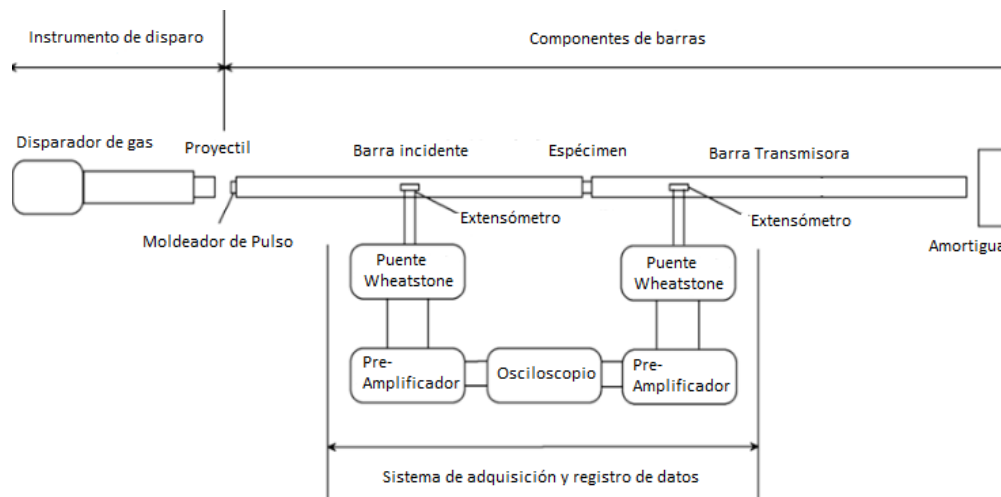 Instrumento de disparo
Componentes de barras
Disparador de gas
Proyectil
Barra incidente
Espécimen
Barra Transmisora
Extensómetro
Extensómetro
Moldeador de Pulso
Amortigua
Puente
Wheatstone
Puente
Wheatstone
Pre-
Amplificador
Osciloscopio
Pre-
Amplificador
Sistema de adquisición y registro de datos